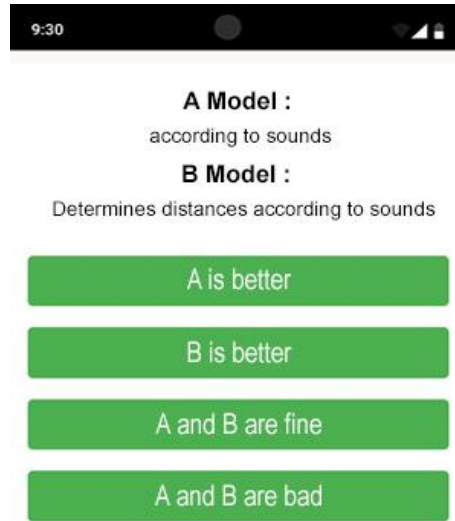 9:30
A Model :
according to sounds
B Model :
Determines distances according to sounds
A is better
B is better
A and B are fine
A and B are bad